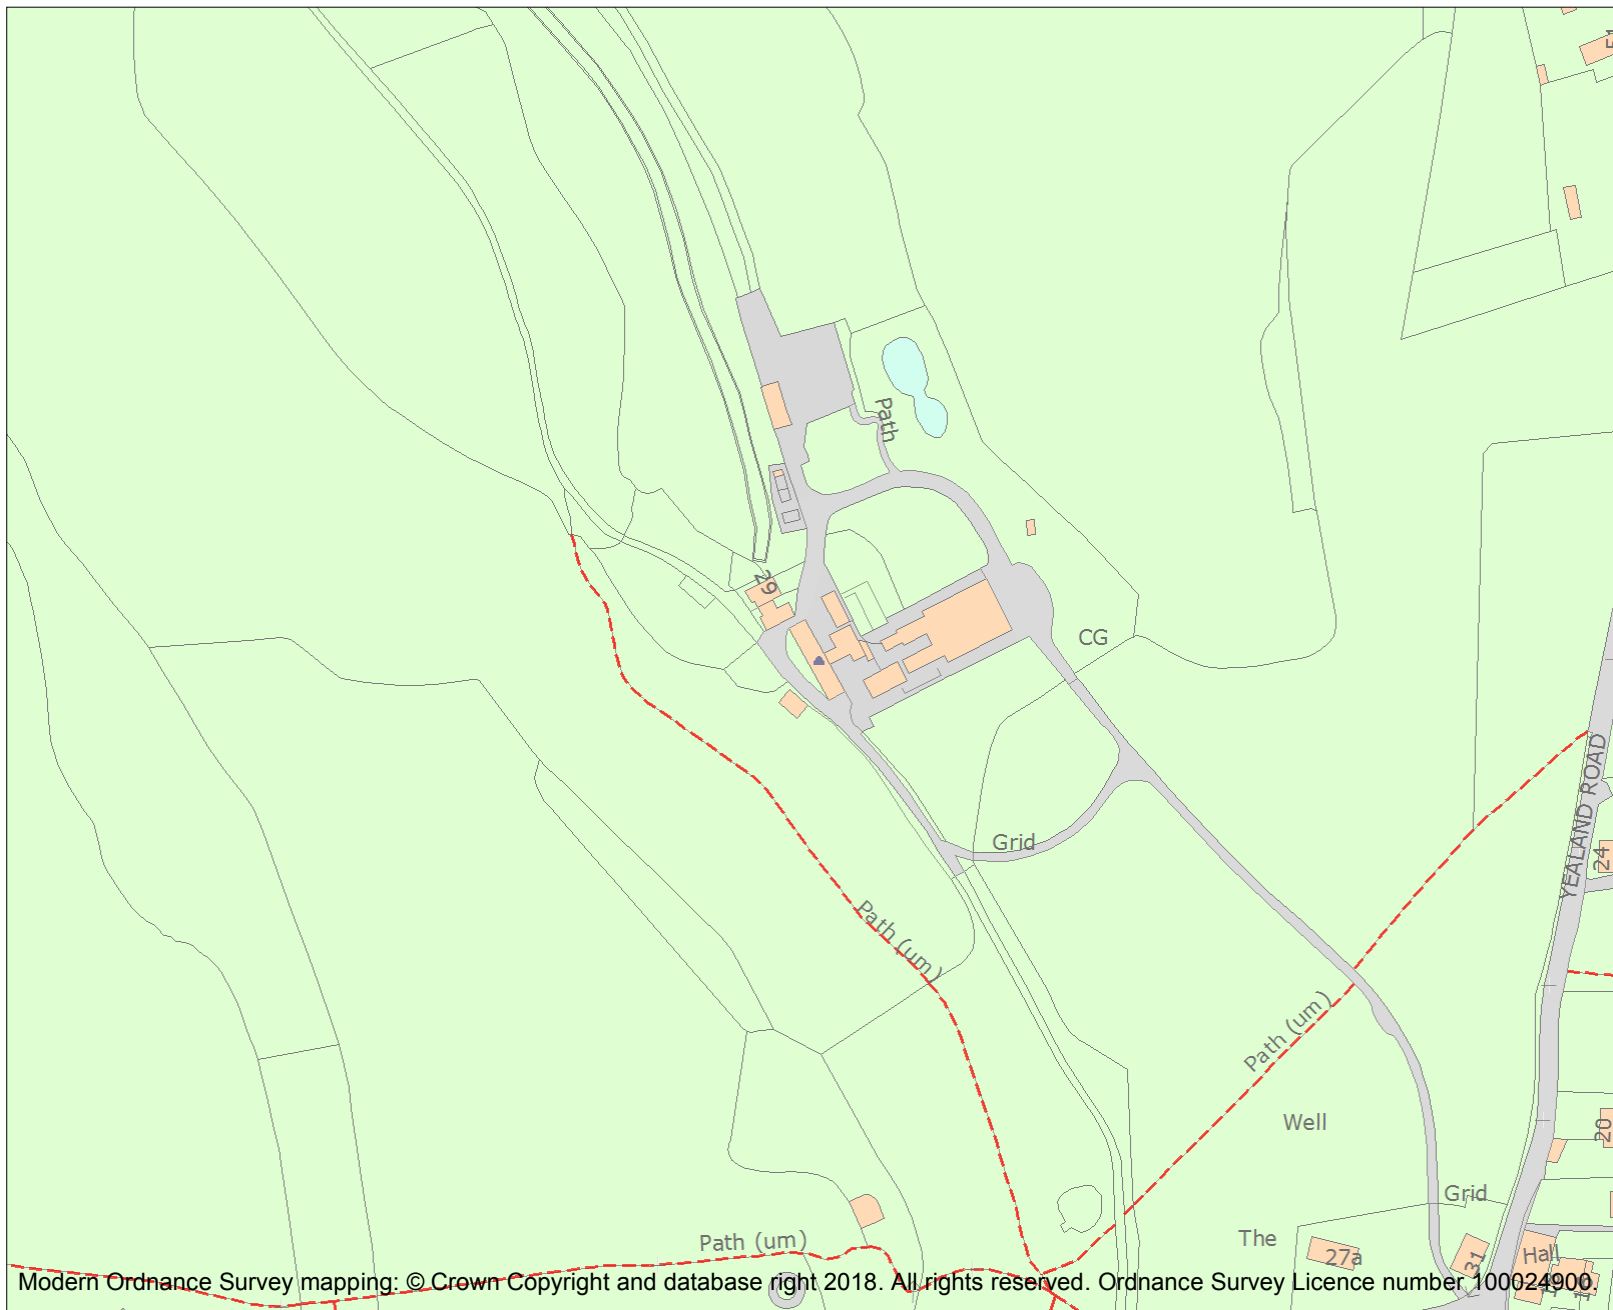 Path
29
CG
YEALAND ROAD
Grid
24
Path (um)
Path (um)
Well
20
Grid
The
Path (um)
27a
31
Hall
Modern Ordnance Survey mapping: © Crown Copyright and database right 2018. All rights reserved. Ordnance Survey Licence number 100024900.